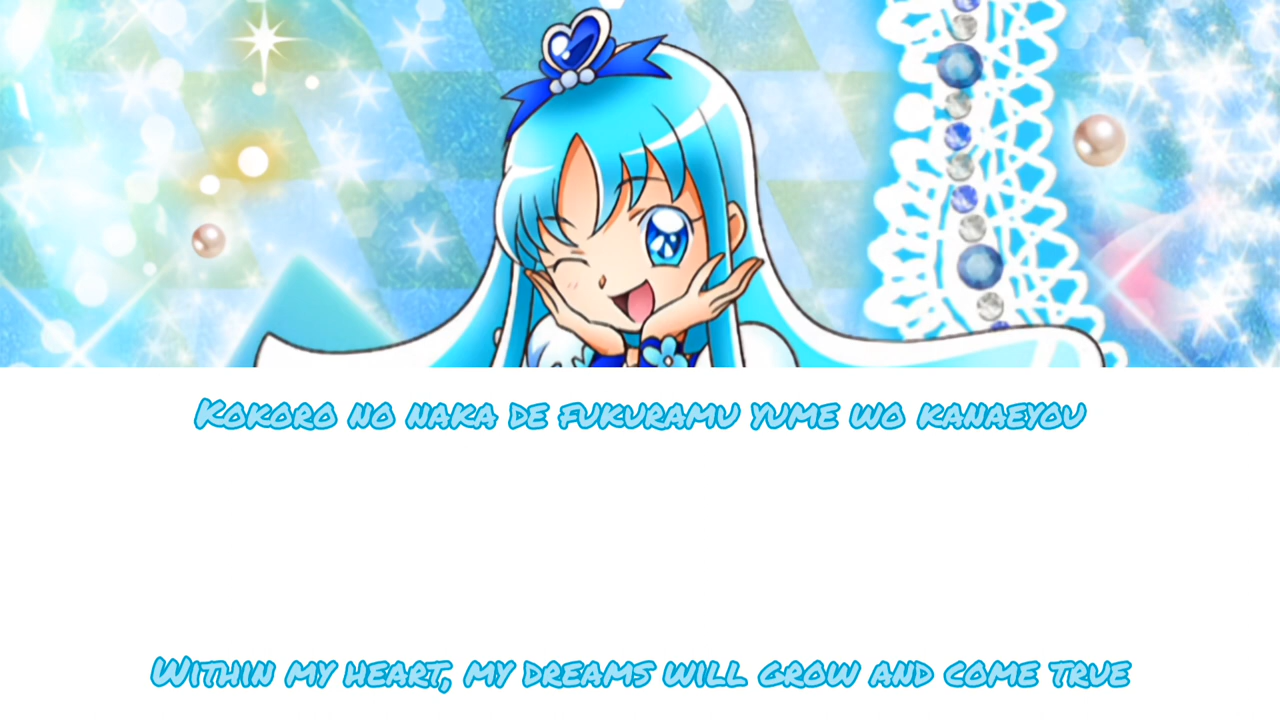 Kokoro no naka de fukuramu yume wo kanaeyou
Within my heart, my dreams will grow and come true